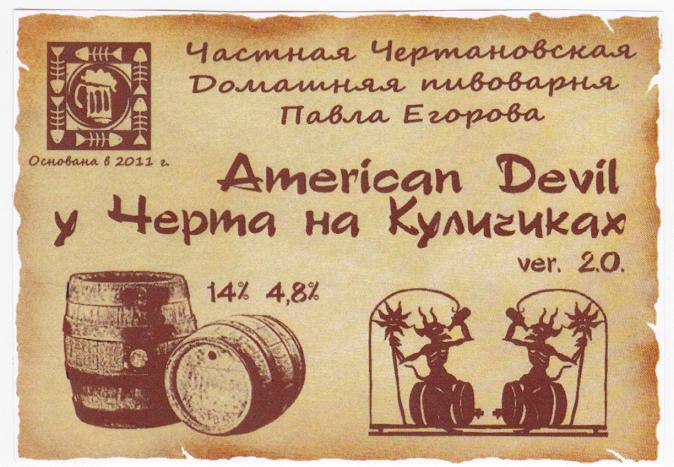 Частная Чертановская
Домашняя пивоварня
Павла Егорова
Основана в 2011 г.
American Devil
у Черта на Куличиках
ver. 2.0.
14% 4,8%